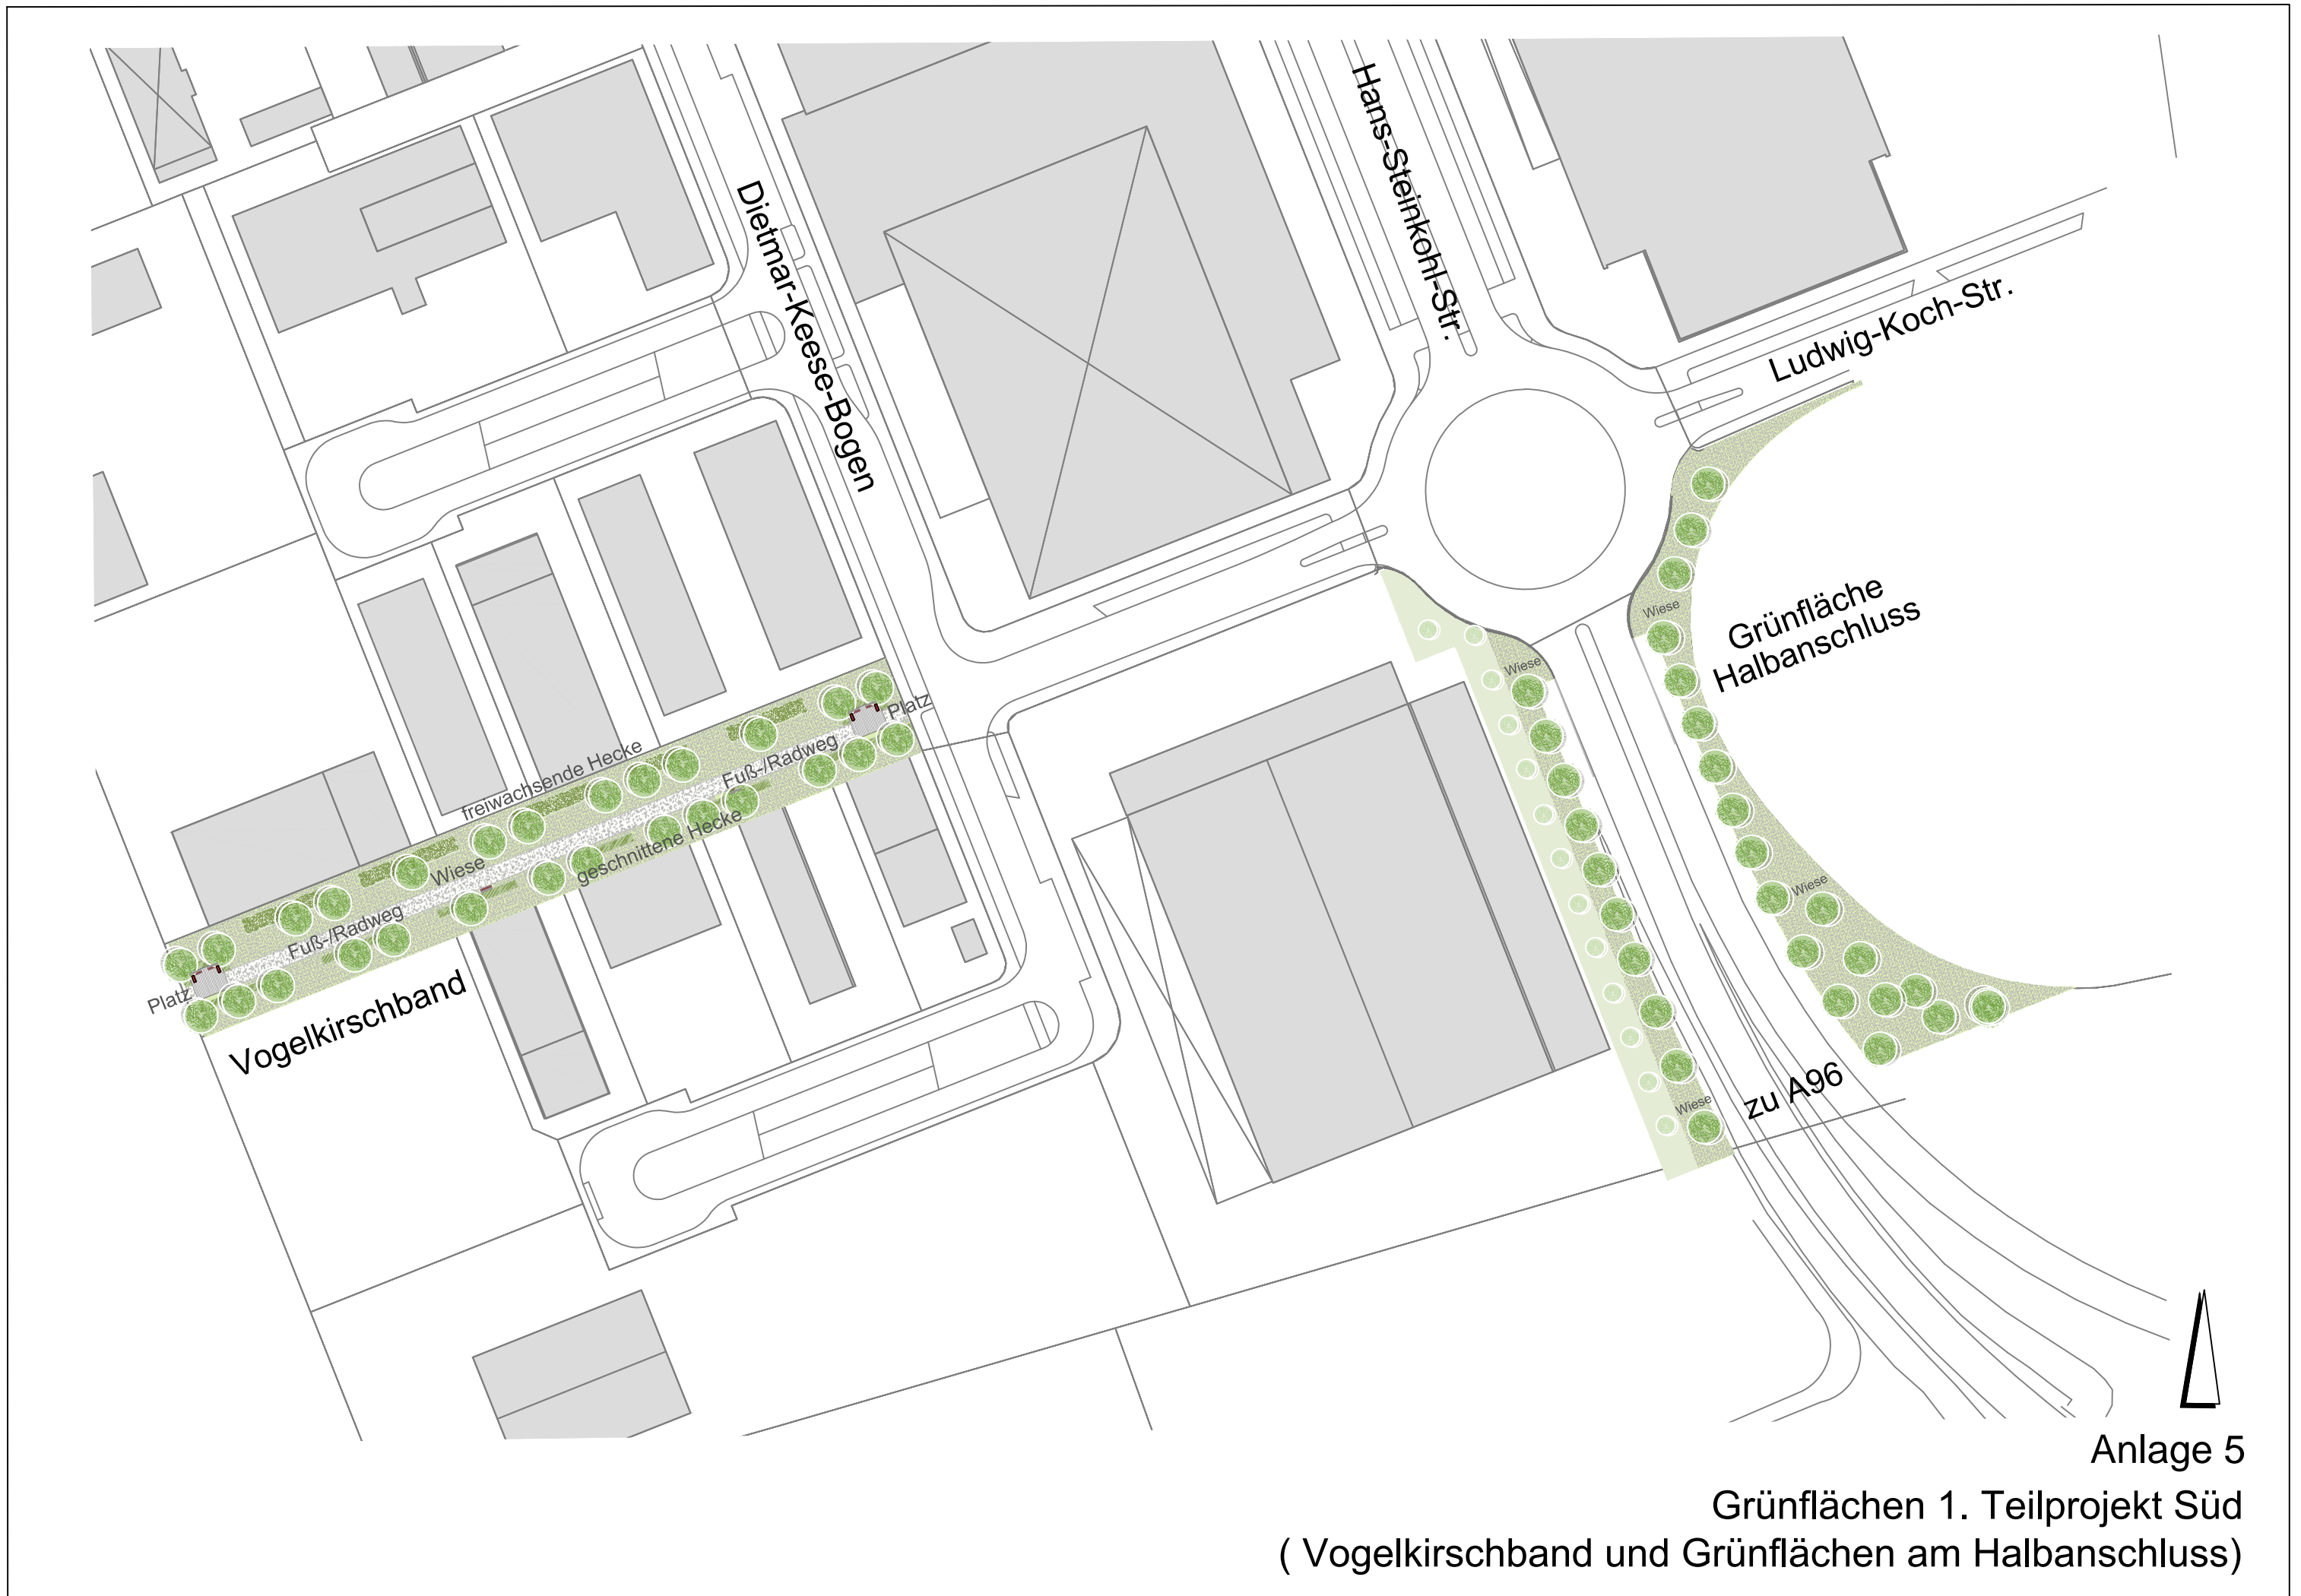 Hans-Steinkohl-Str.
Dietmar-Keese-Bogen
Ludwig-Koch-Str.
Grünfläche
Halbanschluss
Wiese
Wiese
Platz
Fuß-/Radweg
freiwachsende Hecke
geschnittene Hecke
Wiese
Fuß-/Radweg
Platz
Vogelkirschband
Wiese
Wiese
zu A96
Anlage 5
Grünflächen 1. Teilprojekt Süd
( Vogelkirschband und Grünflächen am Halbanschluss)